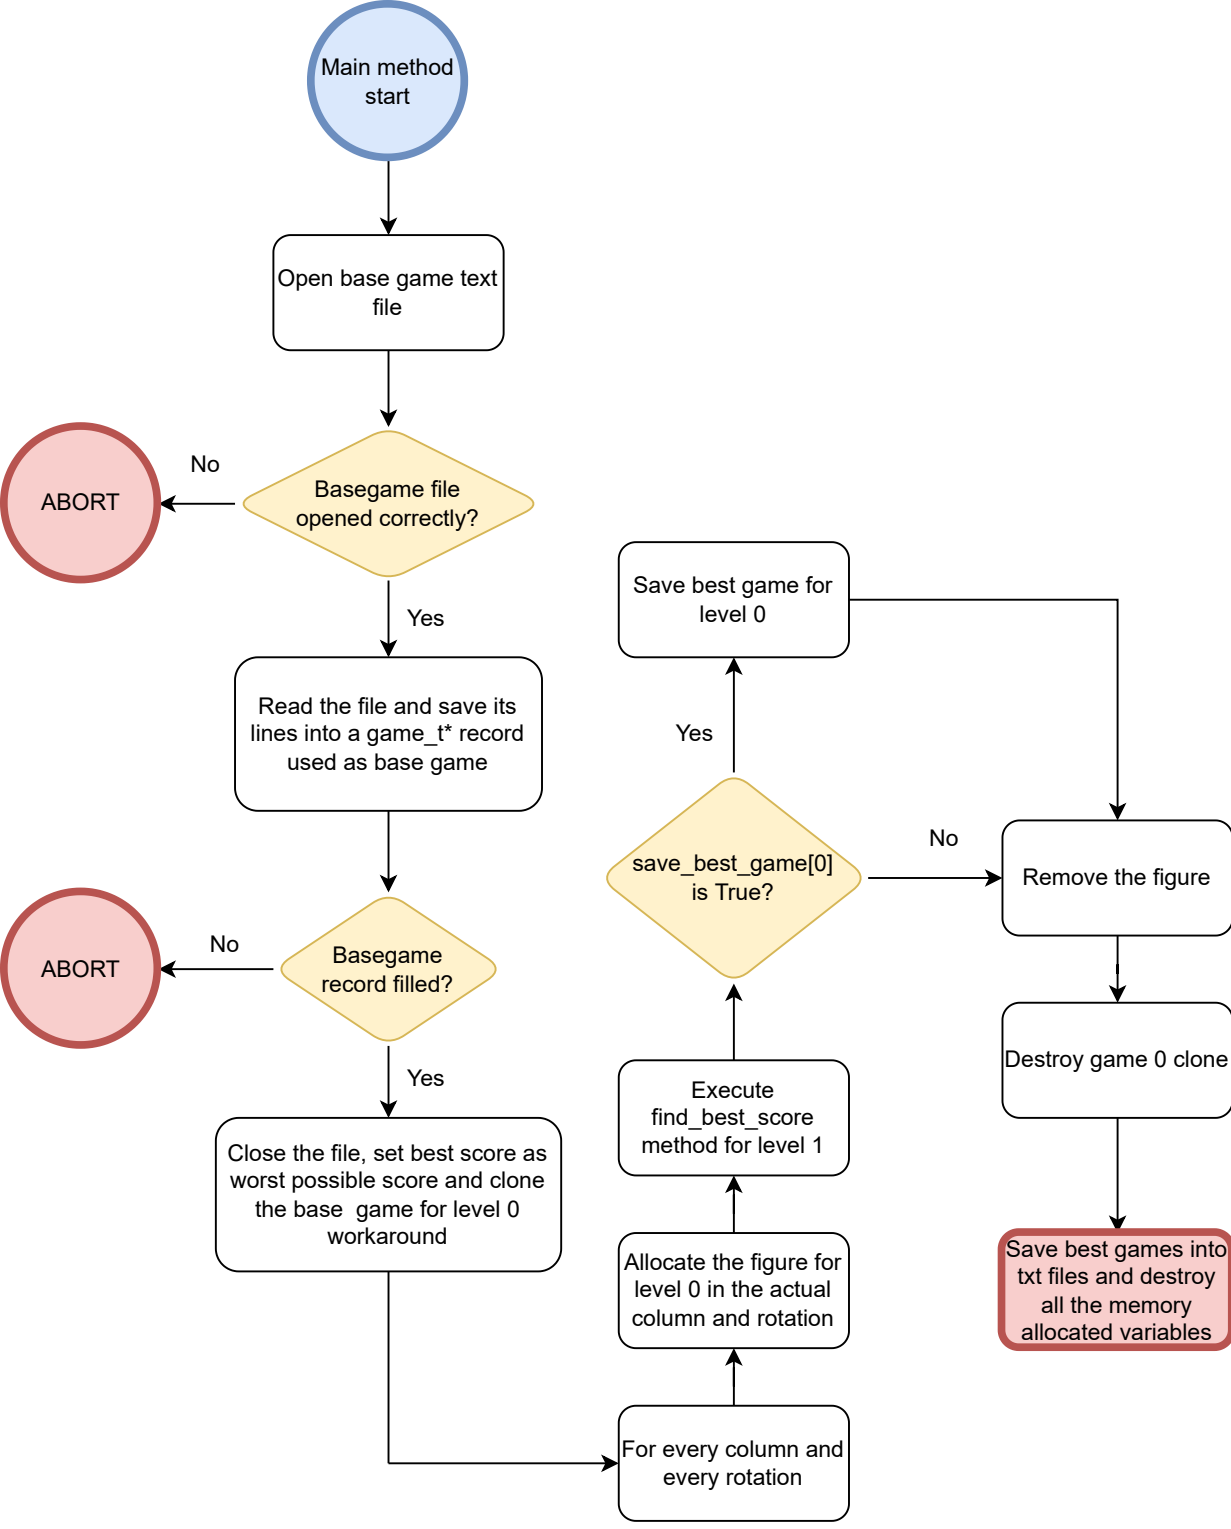 Main method
start
Open base game text
file
Basegame file
opened correctly?
No
ABORT
Yes
Read the file and save its
lines into a game_t* record
used as base game
Basegame
record filled?
No
ABORT
Yes
Close the file, set best score as
worst possible score and clone
the base  game for level 0
workaround
For every column and
every rotation
Allocate the figure for
level 0 in the actual
column and rotation
Execute
find_best_score
method for level 1
save_best_game[0]
is True?
Yes
Save best game for
level 0
No
Remove the figure
Destroy game 0 clone
Save best games into
txt files and destroy
all the memory
allocated variables